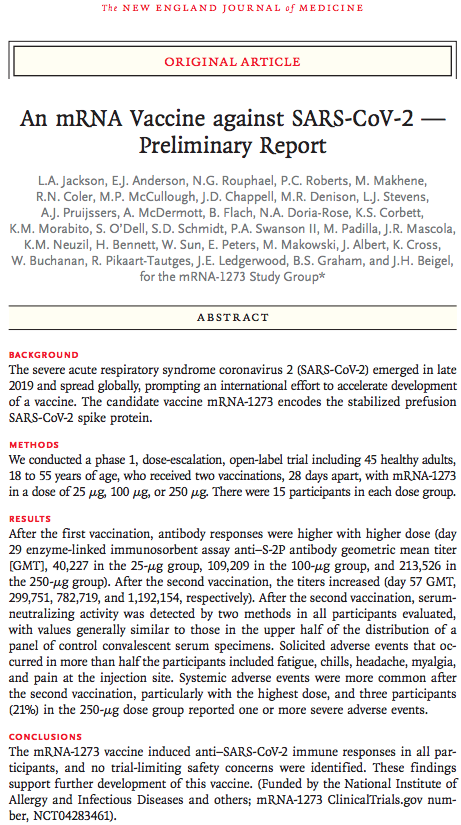 The NEW ENGLAND JOURNAL of MEDICINE
ORIGINAL ARTICLE
An mRNA Vaccine against SARS-CoV-2 —
Preliminary Report
L.A. Jackson, E.J. Anderson, N.G. Rouphael, P.C. Roberts, M. Makhene,
R.N. Coler, M.P. McCullough, J.D. Chappell, M.R. Denison, L.J. Stevens,
A.J. Pruijssers, A. McDermott, B. Flach, N.A. Doria-Rose, K.S. Corbett,
K.M. Morabito, S. O'Dell, S.D. Schmidt, P.A. Swanson II, M. Padilla, J.R. Mascola,
K.M. Neuzil, H. Bennett, W. Sun, E. Peters, M. Makowski, J. Albert, K. Cross,
W. Buchanan, R. Pikaart-Tautges, J.E. Ledgerwood, B.S. Graham, and J.H. Beigel,
for the mRNA-1273 Study Group*
ABSTRACT
BACKGROUND
The severe acute respiratory syndrome coronavirus 2 (SARS-CoV-2) emerged in late
2019 and spread globally, prompting an international effort to accelerate development
of a vaccine. The candidate vaccine mRNA-1273 encodes the stabilized prefusion
SARS-CoV-2 spike protein.
METHODS
We conducted a phase 1, dose-escalation, open-label trial including 45 healthy adults,
18 to 55 years of age, who received two vaccinations, 28 days apart, with mRNA-1273
in a dose of 25 μg, 100 μg, or 250 μg. There were 15 participants in each dose group.
RESULTS
After the first vaccination, antibody responses were higher with higher dose (day
29 enzyme-linked immunosorbent assay anti–S-2P antibody geometric mean titer
[GMT], 40,227 in the 25-μg group, 109,209 in the 100-μg group, and 213,526 in
the 250-μg group). After the second vaccination, the titers increased (day 57 GMT,
299,751, 782,719, and 1,192,154, respectively). After the second vaccination, serum-
neutralizing activity was detected by two methods in all participants evaluated,
with values generally similar to those in the upper half of the distribution of a
panel of control convalescent serum specimens. Solicited adverse events that oc-
curred in more than half the participants included fatigue, chills, headache, myalgia,
and pain at the injection site. Systemic adverse events were more common after
the second vaccination, particularly with the highest dose, and three participants
(21%) in the 250-μg dose group reported one or more severe adverse events.
CONCLUSIONS
The mRNA-1273 vaccine induced anti–SARS-CoV-2 immune responses in all par-
ticipants, and no trial-limiting safety concerns were identified. These findings
support further development of this vaccine. (Funded by the National Institute of
Allergy and Infectious Diseases and others; mRNA-1273 ClinicalTrials.gov num-
ber, NCT04283461).